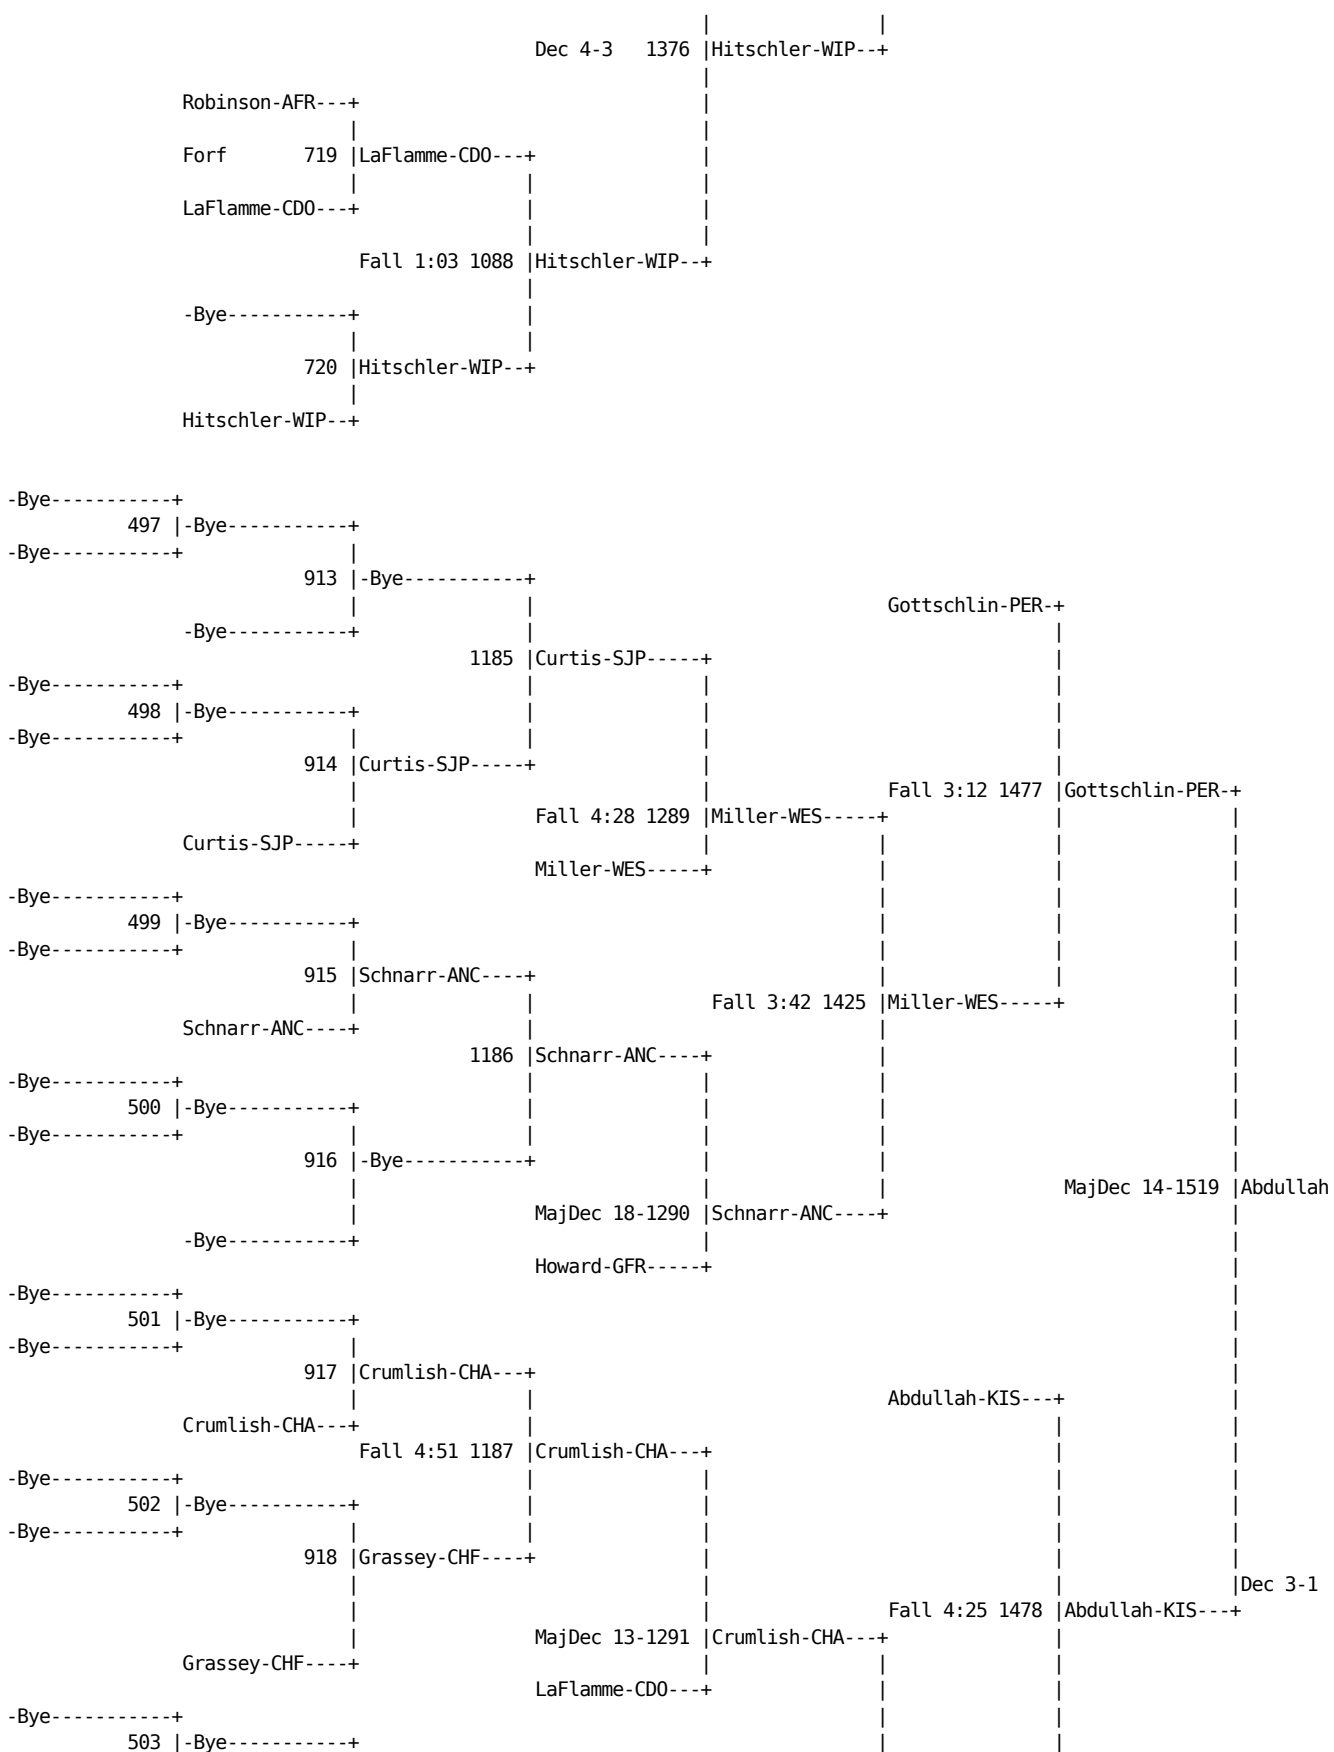 Dec 4-3   1376 |Hitschler-WIP--+
Robinson-AFR---+
Forf       719 |LaFlamme-CDO---+
LaFlamme-CDO---+
Fall 1:03 1088 |Hitschler-WIP--+
-Bye-----------+
720 |Hitschler-WIP--+
Hitschler-WIP--+
-Bye-----------+
497 |-Bye-----------+
-Bye-----------+
913 |-Bye-----------+
Gottschlin-PER-+
-Bye-----------+
1185 |Curtis-SJP-----+
-Bye-----------+
498 |-Bye-----------+
-Bye-----------+
914 |Curtis-SJP-----+
Fall 3:12 1477 |Gottschlin-PER-+
Fall 4:28 1289 |Miller-WES-----+
Curtis-SJP-----+
Miller-WES-----+
-Bye-----------+
499 |-Bye-----------+
-Bye-----------+
915 |Schnarr-ANC----+
Fall 3:42 1425 |Miller-WES-----+
Schnarr-ANC----+
1186 |Schnarr-ANC----+
-Bye-----------+
500 |-Bye-----------+
-Bye-----------+
916 |-Bye-----------+
MajDec 14-1519 |Abdullah
MajDec 18-1290 |Schnarr-ANC----+
-Bye-----------+
Howard-GFR-----+
-Bye-----------+
501 |-Bye-----------+
-Bye-----------+
917 |Crumlish-CHA---+
Abdullah-KIS---+
Crumlish-CHA---+
Fall 4:51 1187 |Crumlish-CHA---+
-Bye-----------+
502 |-Bye-----------+
-Bye-----------+
918 |Grassey-CHF----+
|Dec 3-1
Fall 4:25 1478 |Abdullah-KIS---+
MajDec 13-1291 |Crumlish-CHA---+
Grassey-CHF----+
LaFlamme-CDO---+
-Bye-----------+
503 |-Bye-----------+